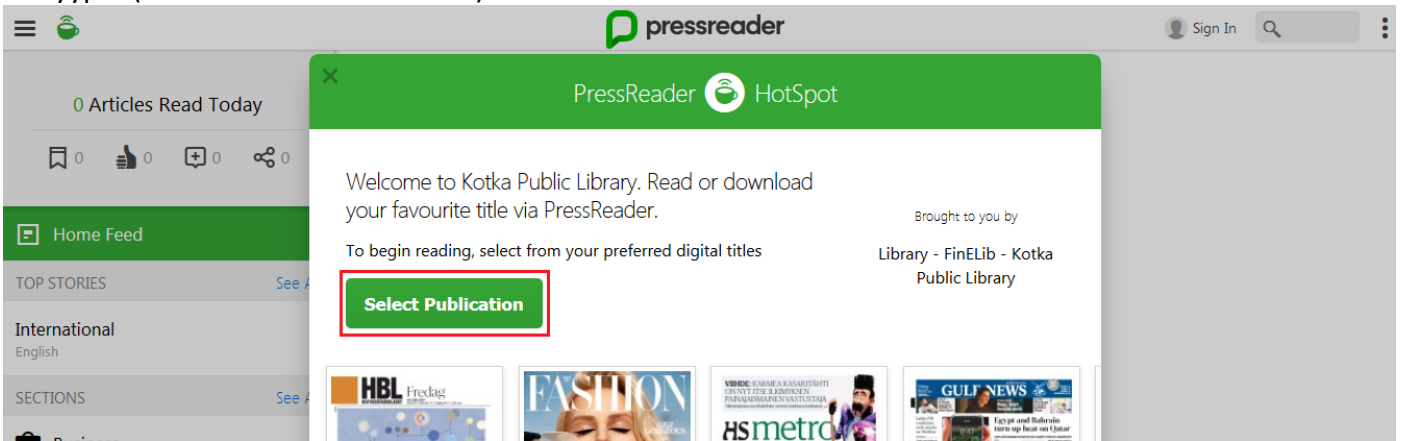 pressreader
Sign In
0 Articles Read Today
0 0 0 0
Home Feed
TOP STORIES
International
English
SECTIONS
PressReader HotSpot
Welcome to Kotka Public Library. Read or download
your favourite title via PressReader.
To begin reading, select from your preferred digital titles
Select Publication
Brought to you by
Library - FinELib - Kotka
Public Library
HBL Fredag
FASHION
HSmetro
GULF NEWS
Egypt and Bahrain
turn up heat on Qatar